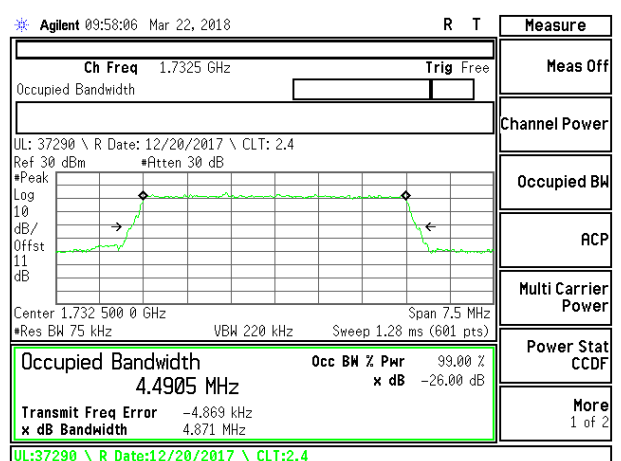 Agilent 09:58:06 Mar 22, 2018 R T
Measure
Ch Freq 1.7325 GHz Trig Free
Occupied Bandwidth
Meas Off
Channel Power
Occupied BW
ACP
Multi Carrier
Power
Power Stat
CCDF
More
1 of 2
UL: 37290 \ R Date: 12/20/2017 \ CLT: 2.4
Ref 30 dBm #Atten 30 dB
#Peak
Log
10
dB/
Offst
11
dB
Center 1.732 500 0 GHz Span 7.5 MHz
#Res BW 75 kHz VBW 220 kHz Sweep 1.28 ms (601 pts)
Occupied Bandwidth Occ BW % Pwr 99.00 %
4.4905 MHz x dB -26.00 dB
Transmit Freq Error -4.869 kHz
x dB Bandwidth 4.871 MHz
UL:37290 \ R Date:12/20/2017 \ CLT:2.4